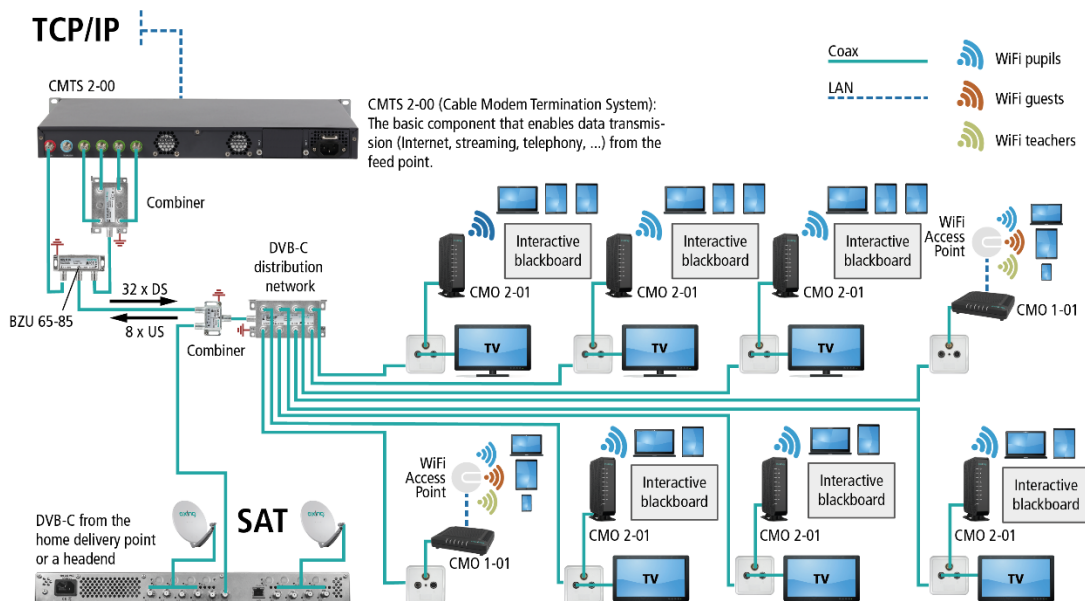 TCP/IP
CMTS 2-00
CMTS 2-00 (Cable Modem Termination System):
The basic component that enables data transmis-
sion (Internet, streaming, telephony, ...) from the
feed point.
Coax
LAN
WiFi pupils
WiFi guests
WiFi teachers
Combiner
BZU 65-85
32 x DS
8 x US
Combiner
DVB-C
distribution
network
Interactive
blackboard
CMO 2-01
TV
Interactive
blackboard
CMO 2-01
TV
Interactive
blackboard
CMO 2-01
TV
WiFi
Access
Point
CMO 1-01
WiFi
Access
Point
CMO 1-01
Interactive
blackboard
CMO 2-01
TV
Interactive
blackboard
CMO 2-01
TV
Interactive
blackboard
CMO 2-01
TV
DVB-C from the
home delivery point
or a headend
SAT